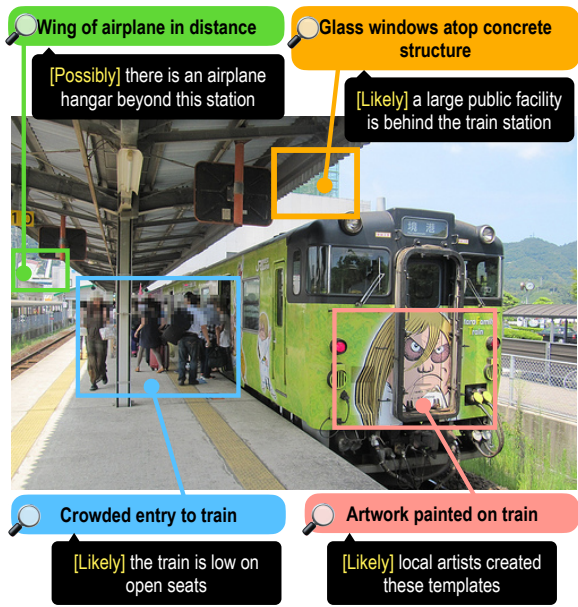 Wing of airplane in distance
Glass windows atop concrete
structure
[Possibly] there is an airplane
hangar beyond this station
[Likely] a large public facility
is behind the train station
境港
train
Crowded entry to train
Artwork painted on train
[Likely] the train is low on
open seats
[Likely] local artists created
these templates